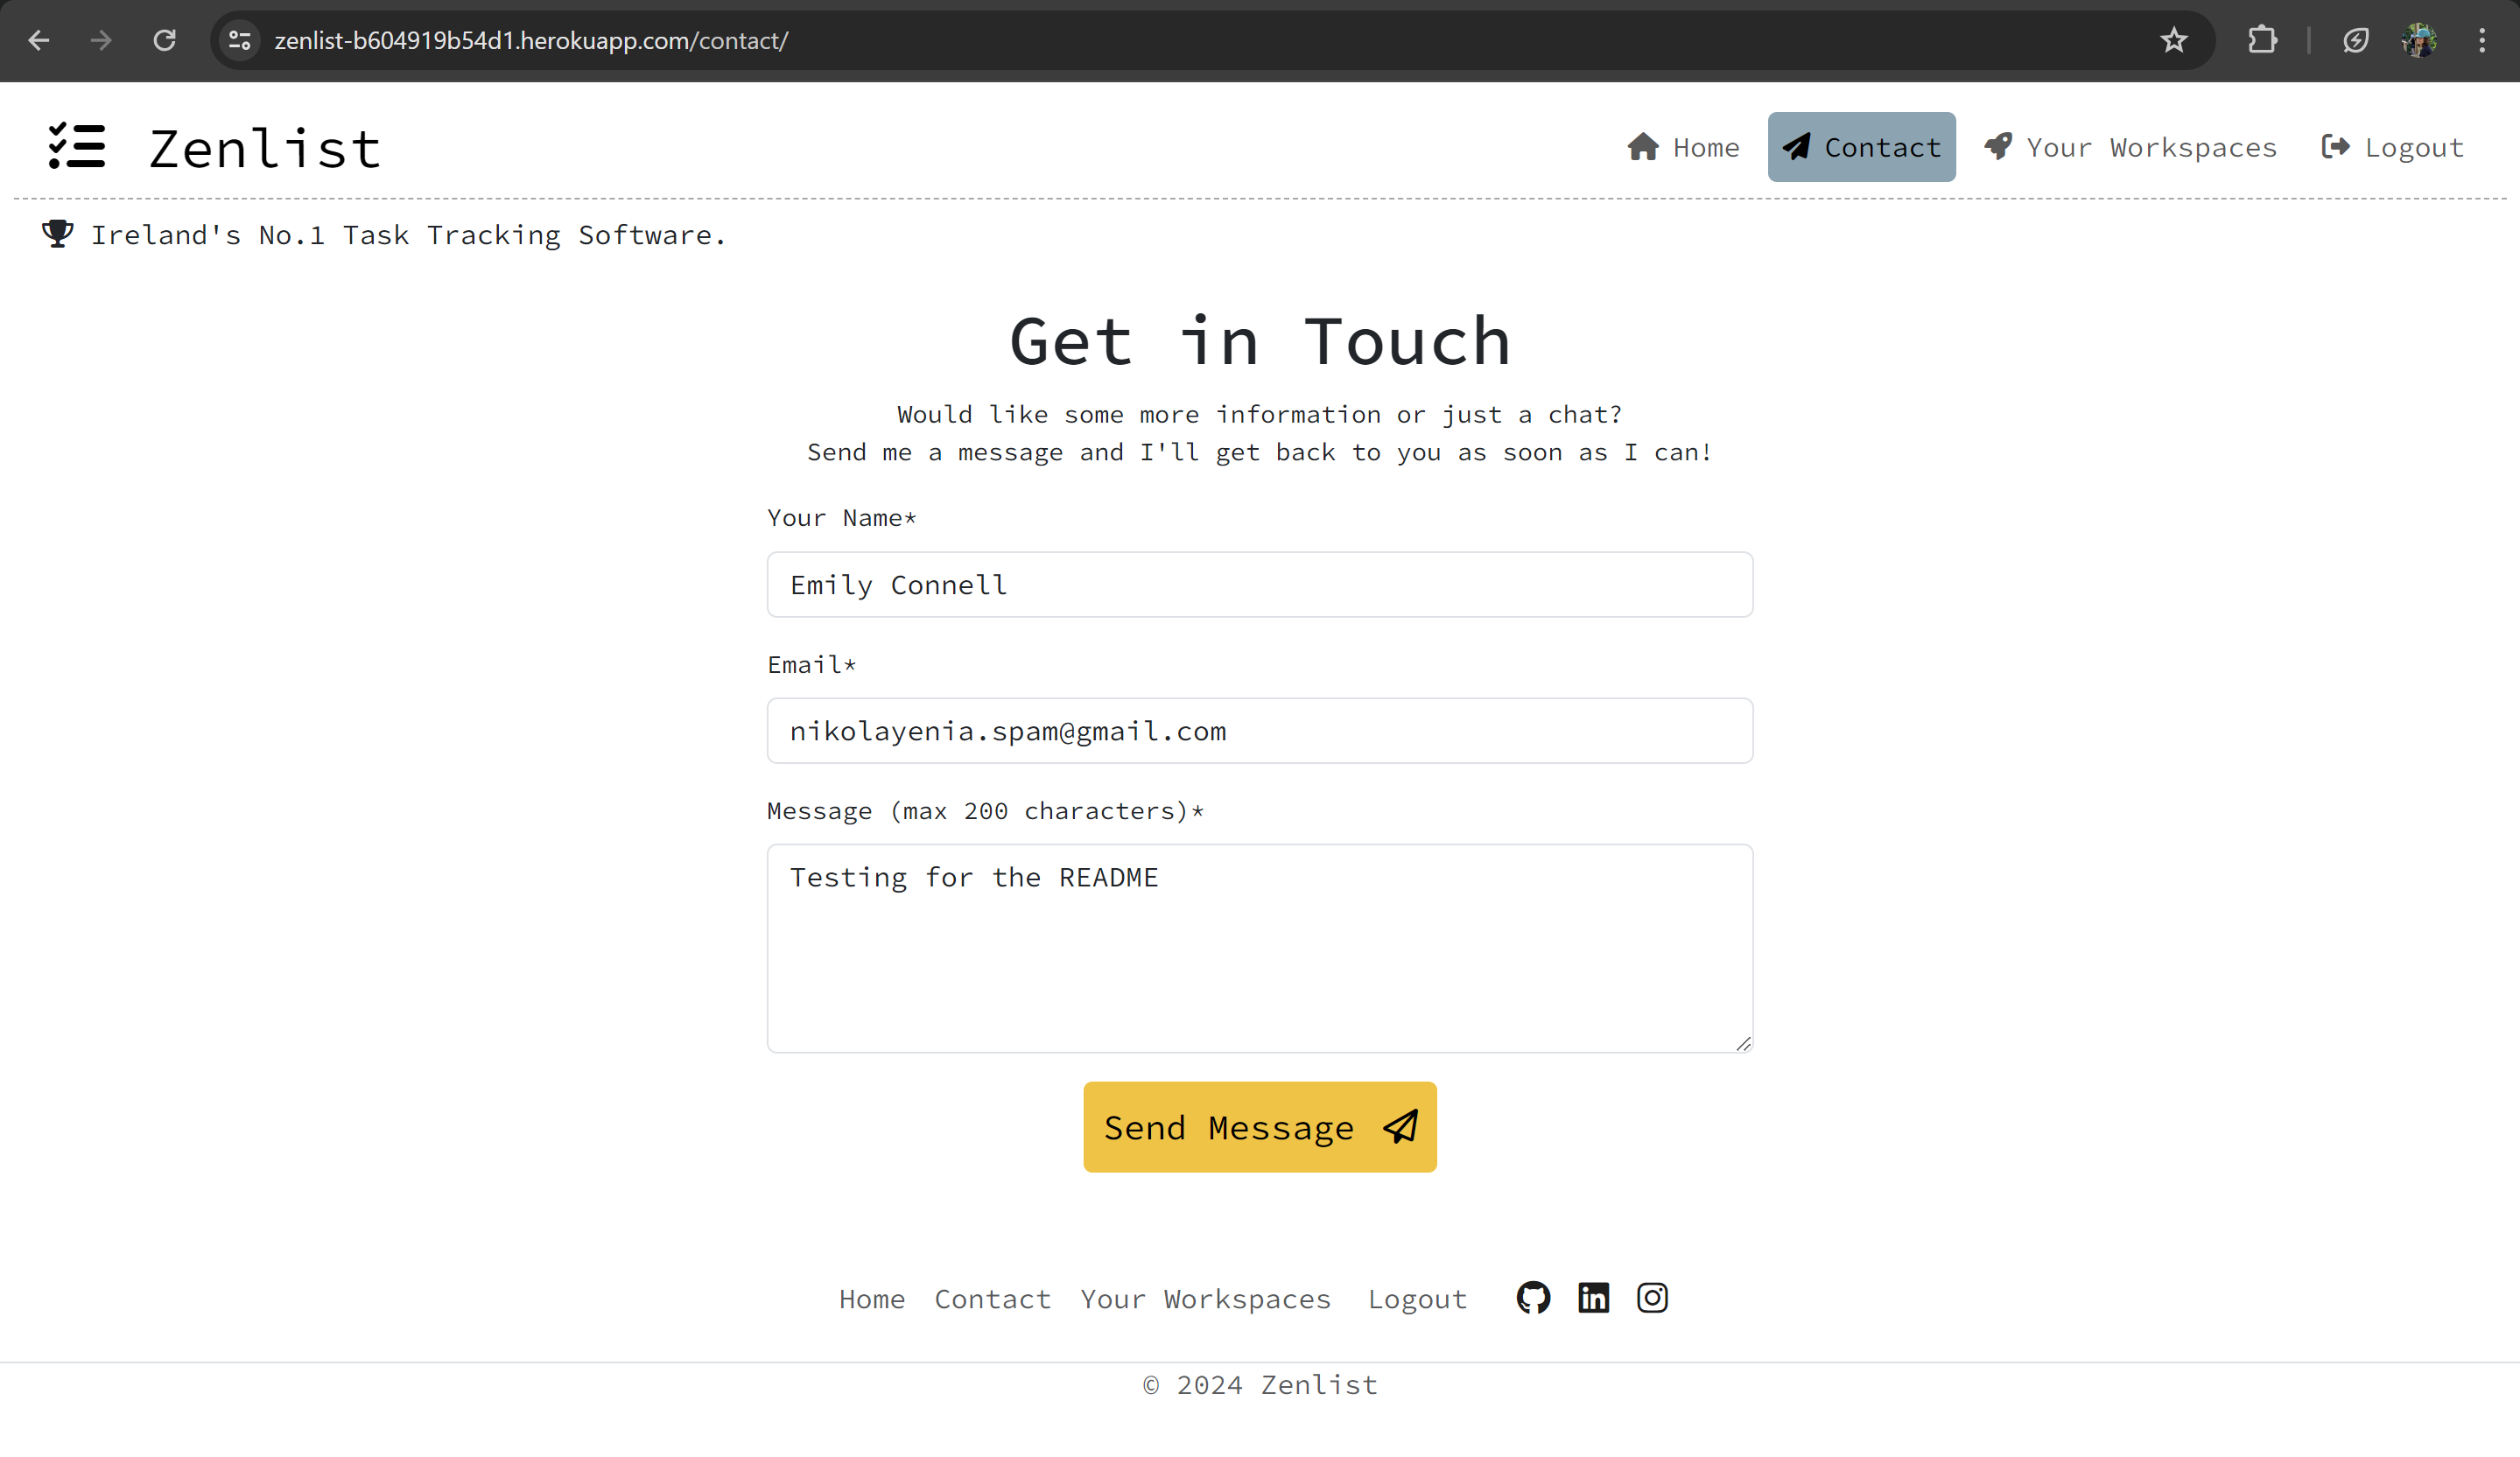 zenlist-b604919b54d1.herokuapp.com/contact/
Zenlist
Home Contact Your Workspaces Logout
Ireland's No.1 Task Tracking Software.
Get in Touch
Would like some more information or just a chat?
Send me a message and I'll get back to you as soon as I can!
Your Name*
Emily Connell
Email*
nikolayenia.spam@gmail.com
Message (max 200 characters)*
Testing for the README
Send Message
Home Contact Your Workspaces Logout
© 2024 Zenlist